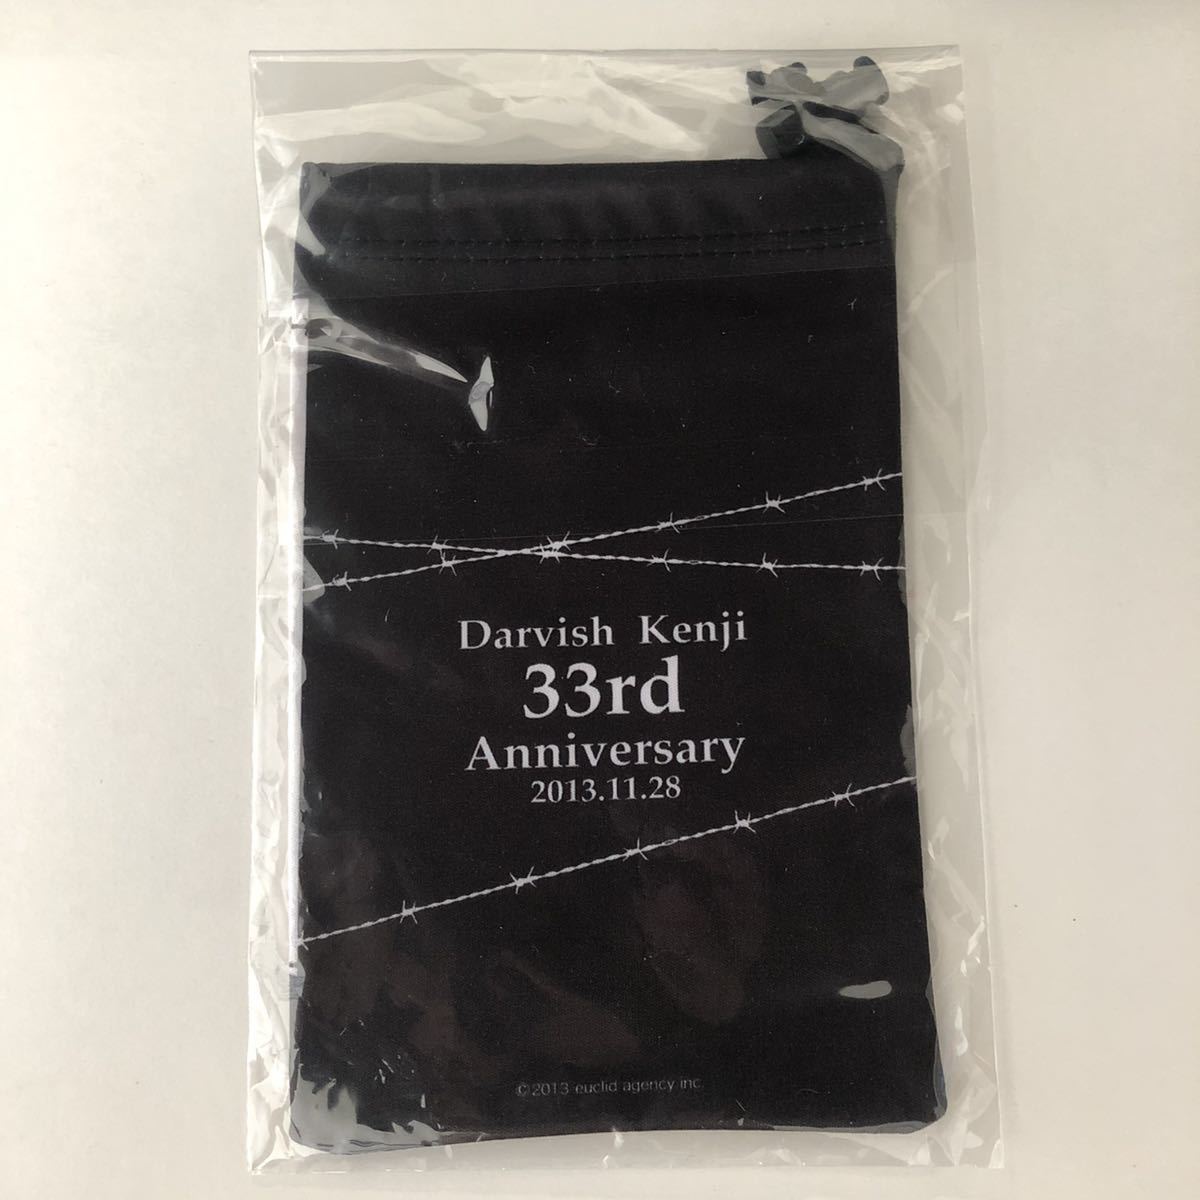 Darvish Kenji
33rd
Anniversary
2013.11.28
©2013 euclid agency inc.